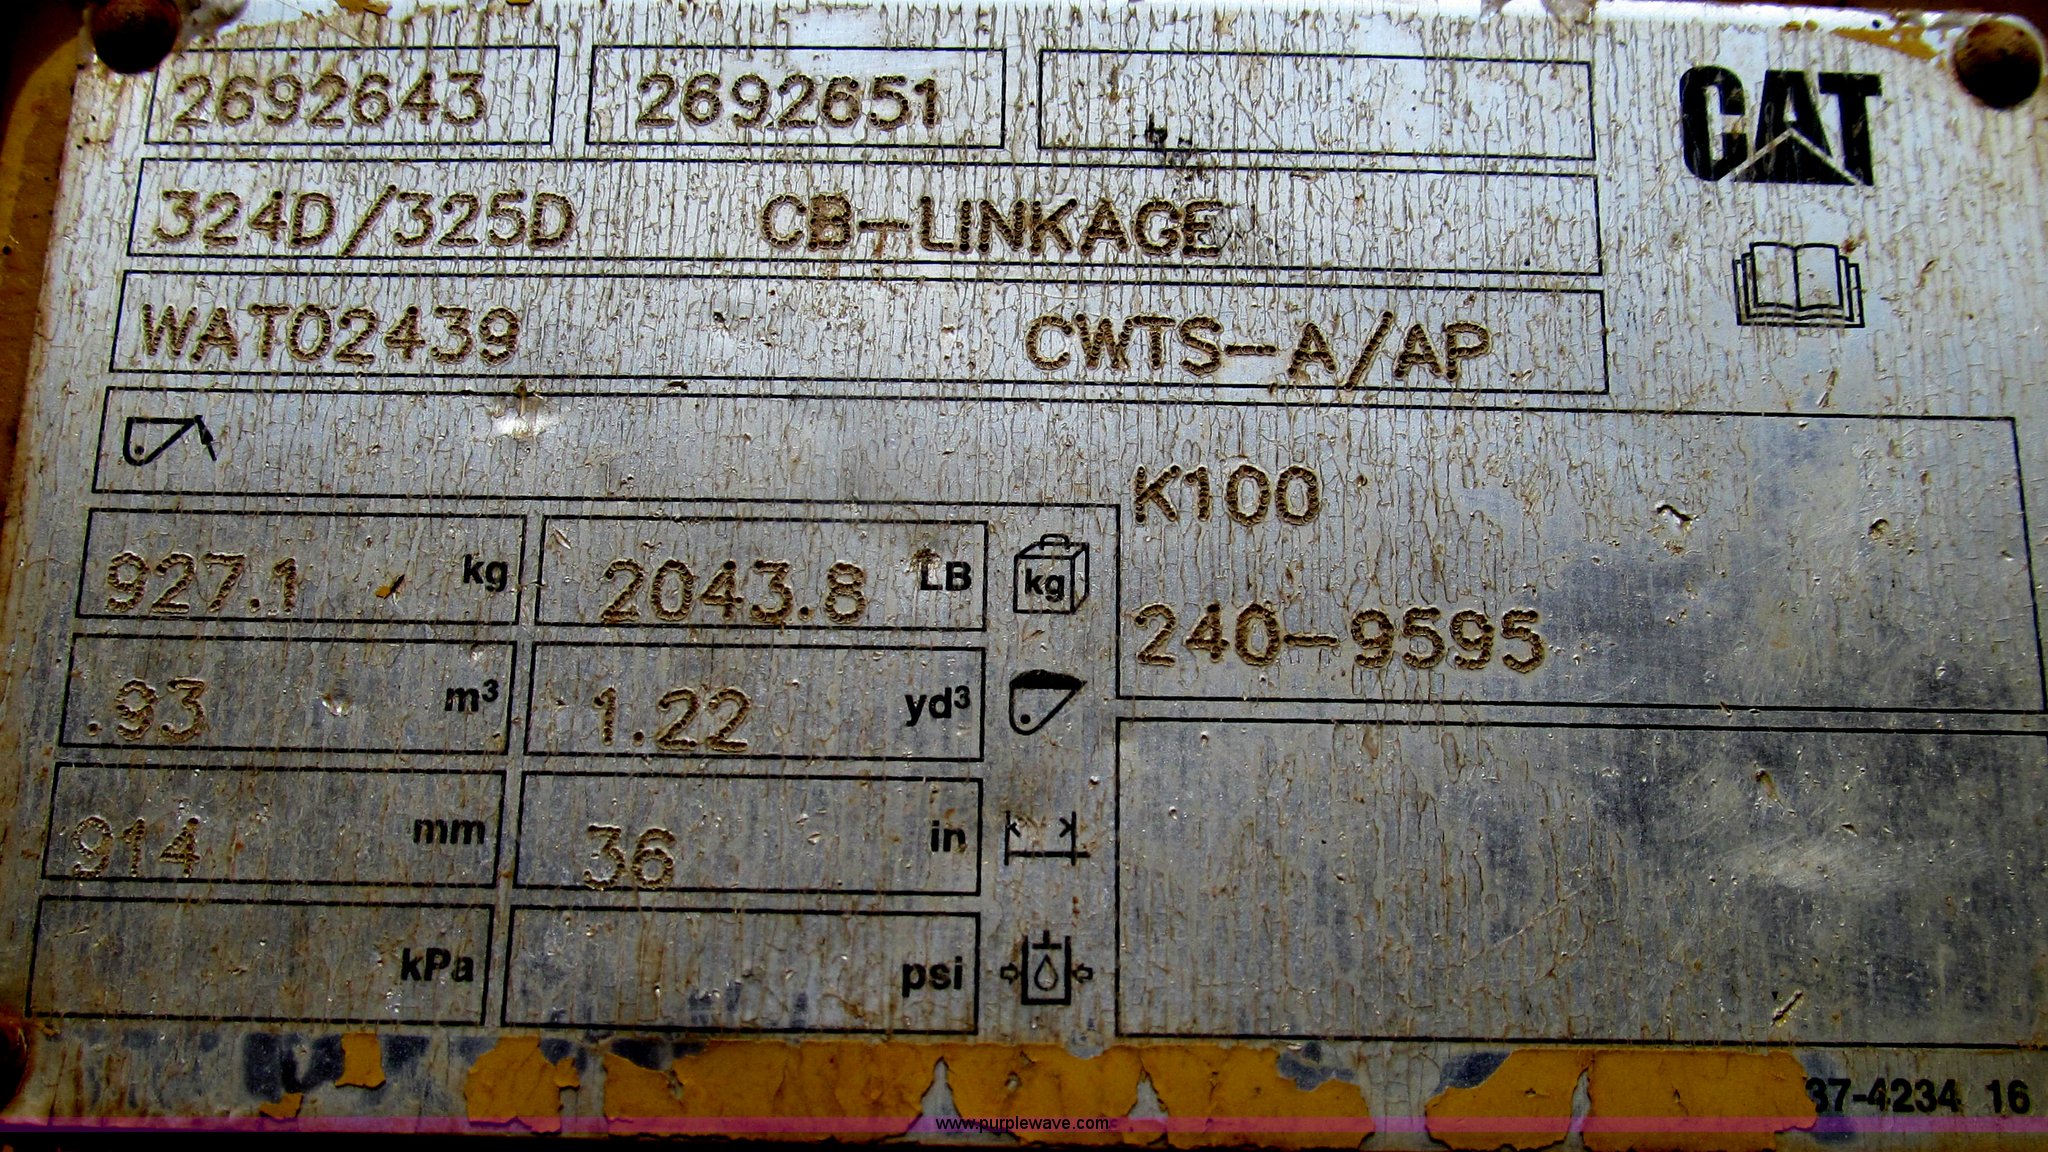 2692643 2692651
CAT
324D/325D CB-LINKAGE
WAT02439 CWTS-A/AP
K100
927.1 kg 2043.8 LB kg
240-9595
.93 m³ 1.22 yd³
914 mm 36 in
kPa psi
37-4234 16
www.purplewave.com